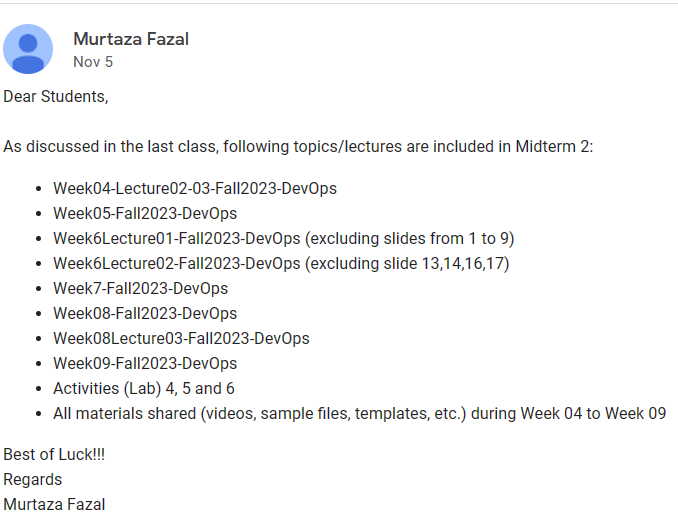 Murtaza Fazal
Nov 5
Dear Students,
As discussed in the last class, following topics/lectures are included in Midterm 2:
• Week04-Lecture02-03-Fall2023-DevOps
• Week05-Fall2023-DevOps
• Week6Lecture01-Fall2023-DevOps (excluding slides from 1 to 9)
• Week6Lecture02-Fall2023-DevOps (excluding slide 13,14,16,17)
• Week7-Fall2023-DevOps
• Week08-Fall2023-DevOps
• Week08Lecture03-Fall2023-DevOps
• Week09-Fall2023-DevOps
• Activities (Lab) 4, 5 and 6
• All materials shared (videos, sample files, templates, etc.) during Week 04 to Week 09
Best of Luck!!!
Regards
Murtaza Fazal